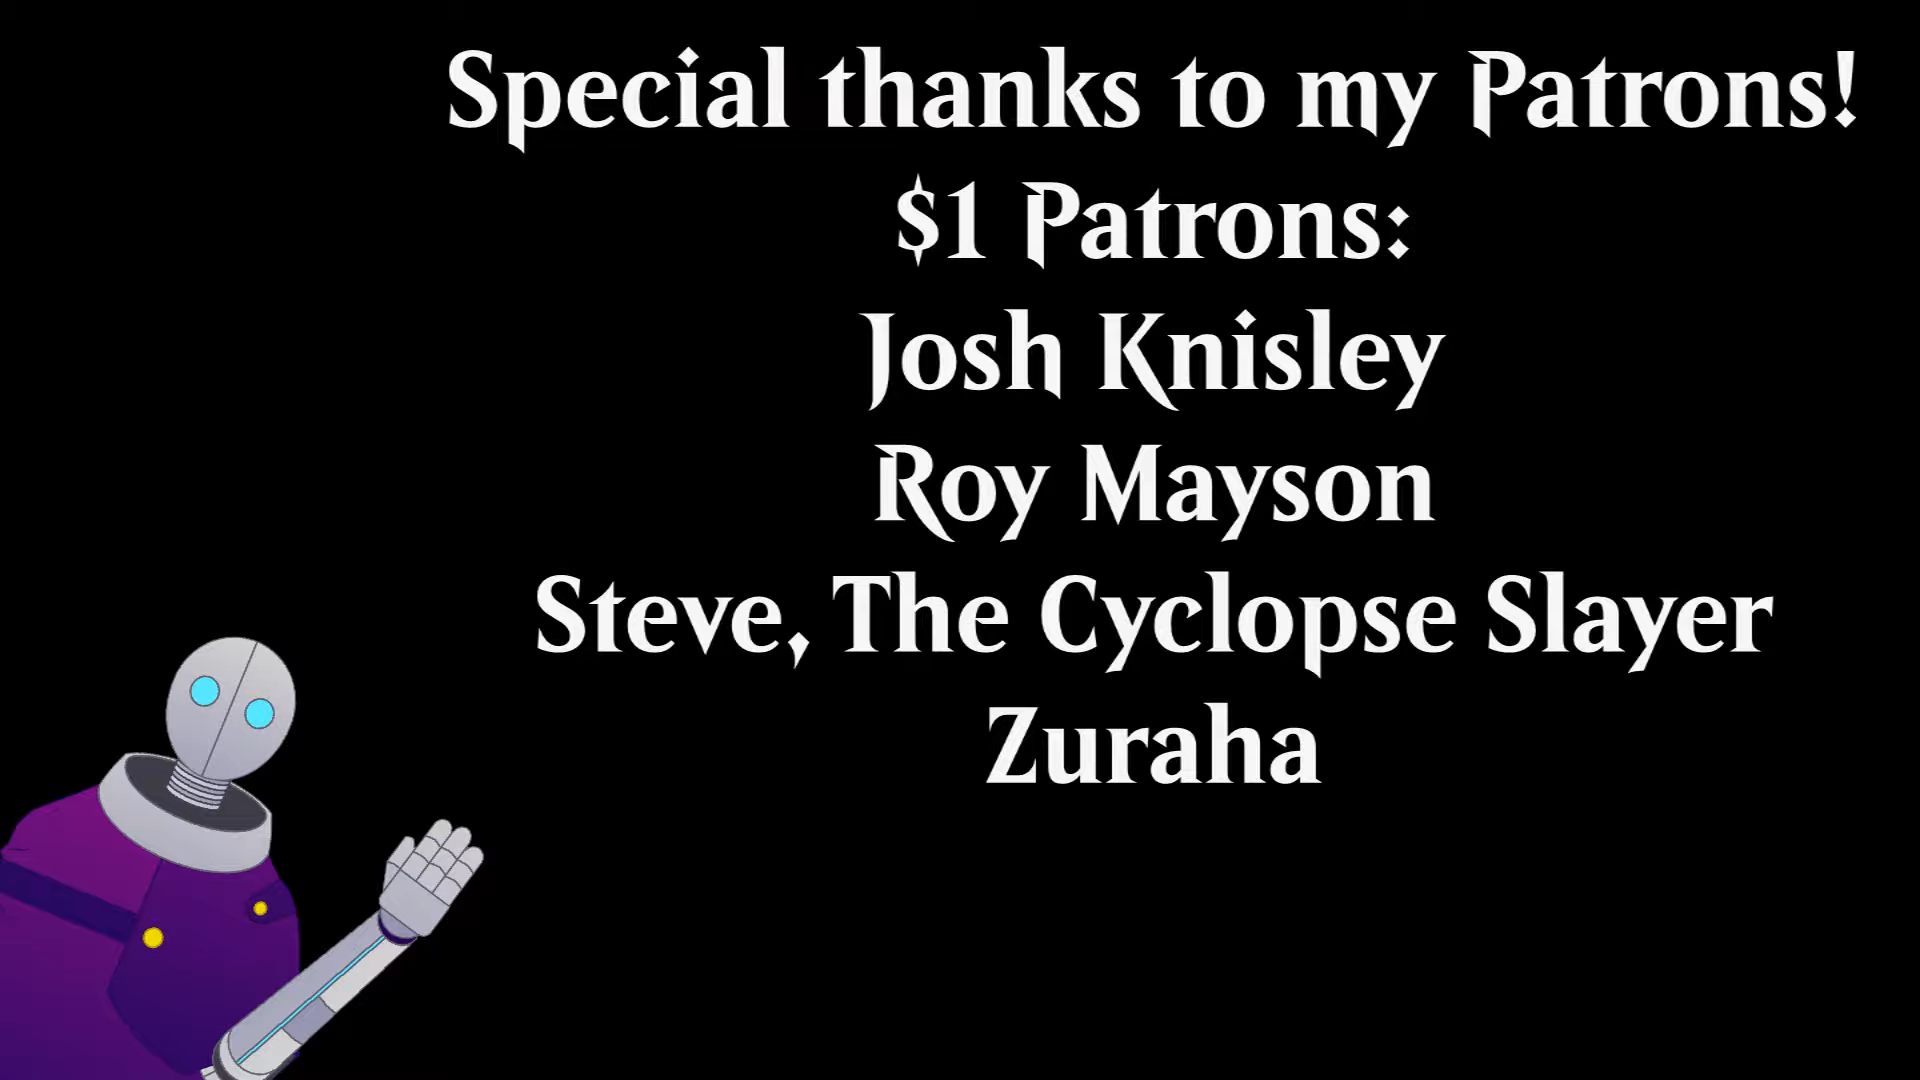 Special thanks to my Patrons!
$1 Patrons:
Josh Knisley
Roy Mayson
Steve, The Cyclopse Slayer
Zuraha